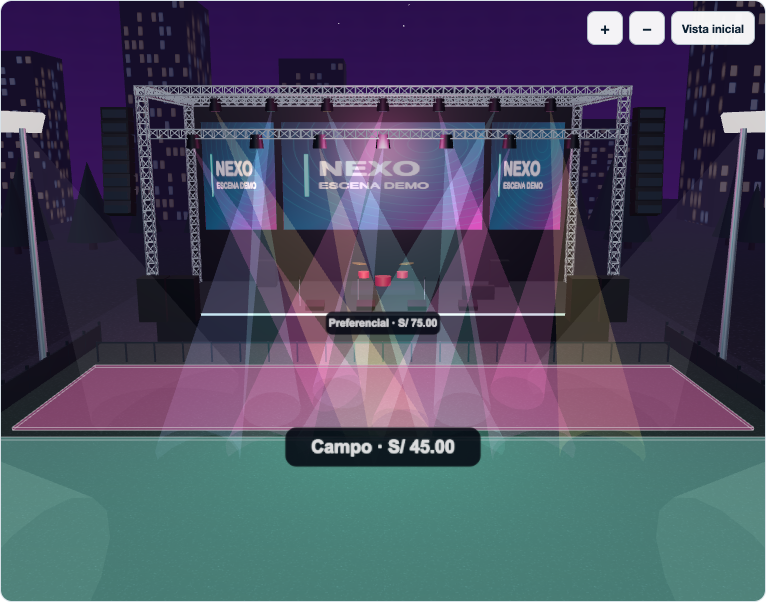 +
−
Vista inicial
NEXO
ESCENA DEMO
NEXO
ESCENA DEMO
NEXO
ESCENA DEMO
Preferencial · S/ 75.00
Campo · S/ 45.00